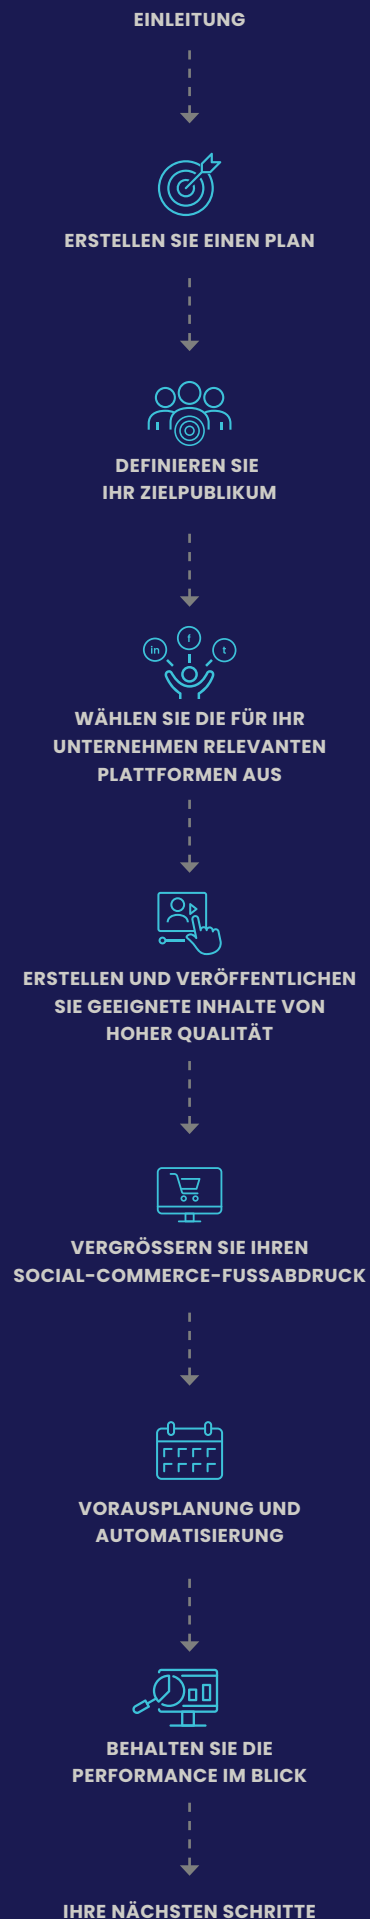 EINLEITUNG
ERSTELLEN SIE EINEN PLAN
DEFINIEREN SIE
IHR ZIELPUBLIKUM
in f t
WÄHLEN SIE DIE FÜR IHR
UNTERNEHMEN RELEVANTEN
PLATTFORMEN AUS
ERSTELLEN UND VERÖFFENTLICHEN
SIE GEEIGNETE INHALTE VON
HOHER QUALITÄT
VERGRÖSSERN SIE IHREN
SOCIAL-COMMERCE-FUSSABDRUCK
VORAUSPLANUNG UND
AUTOMATISIERUNG
BEHALTEN SIE DIE
PERFORMANCE IM BLICK
IHRE NÄCHSTEN SCHRITTE